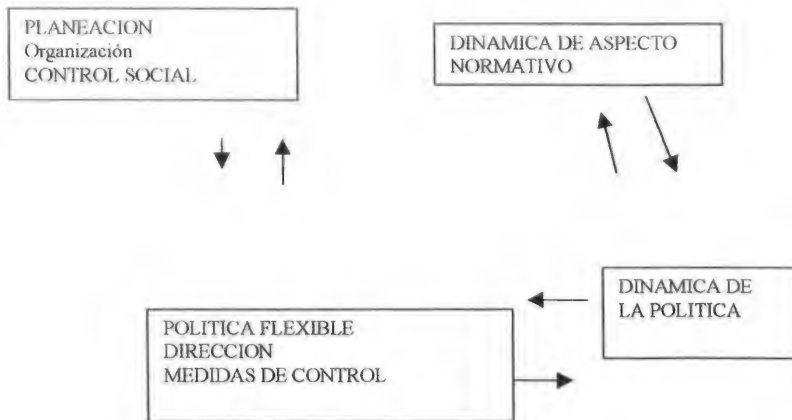 PLANEACION
Organización
CONTROL SOCIAL
DINAMICA DE ASPECTO
NORMATIVO
DINAMICA DE
LA POLITICA
POLITICA FLEXIBLE
DIRECCION
MEDIDAS DE CONTROL